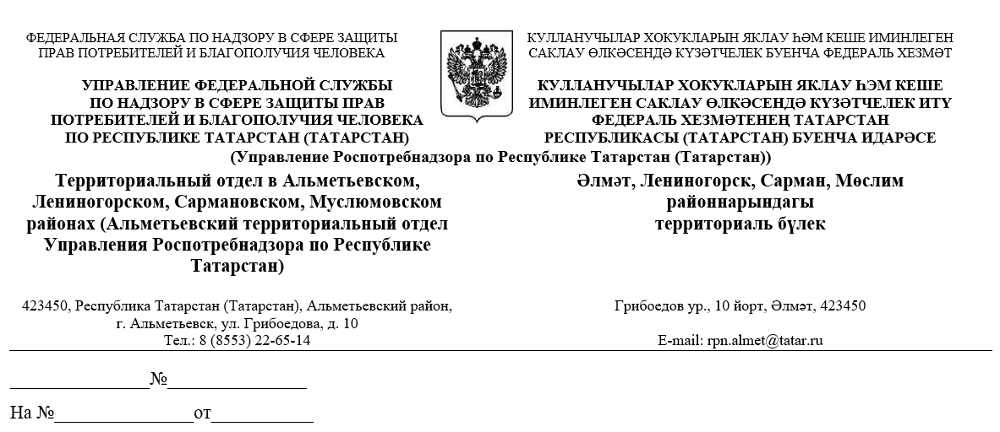 ФЕДЕРАЛЬНАЯ СЛУЖБА ПО НАДЗОРУ В СФЕРЕ ЗАЩИТЫ
ПРАВ ПОТРЕБИТЕЛЕЙ И БЛАГОПОЛУЧИЯ ЧЕЛОВЕКА
УПРАВЛЕНИЕ ФЕДЕРАЛЬНОЙ СЛУЖБЫ
ПО НАДЗОРУ В СФЕРЕ ЗАЩИТЫ ПРАВ
ПОТРЕБИТЕЛЕЙ И БЛАГОПОЛУЧИЯ ЧЕЛОВЕКА
ПО РЕСПУБЛИКЕ ТАТАРСТАН (ТАТАРСТАН)
КУЛЛАНУЧЫЛАР ХОКУКЛАРЫН ЯКЛАУ ҺӘМ КЕШЕ ИМИНЛЕГЕН
САКЛАУ ӨЛКӘСЕНДӘ КҮЗӘТЧЕЛЕК БУЕНЧА ФЕДЕРАЛЬ ХЕЗМӘТ
КУЛЛАНУЧЫЛАР ХОКУКЛАРЫН ЯКЛАУ ҺӘМ КЕШЕ
ИМИНЛЕГЕН САКЛАУ ӨЛКӘСЕНДӘ КҮЗӘТЧЕЛЕК ИТҮ
ФЕДЕРАЛЬ ХЕЗМӘТЕНЕҢ ТАТАРСТАН
РЕСПУБЛИКАСЫ (ТАТАРСТАН) БУЕНЧА ИДАРӘСЕ
(Управление Роспотребнадзора по Республике Татарстан (Татарстан))
Территориальный отдел в Альметьевском,
Лениногорском, Сармановском, Муслюмовском
районах (Альметьевский территориальный отдел
Управления Роспотребнадзора по Республике
Татарстан)
Әлмәт, Лениногорск, Сарман, Мөслим
районнарындагы
территориаль бүлек
423450, Республика Татарстан (Татарстан), Альметьевский район,
г. Альметьевск, ул. Грибоедова, д. 10
Тел.: 8 (8553) 22-65-14
Грибоедов ур., 10 йорт, Әлмәт, 423450
E-mail: rpn.almet@tatar.ru
_______________№_______________
На №_______________от___________